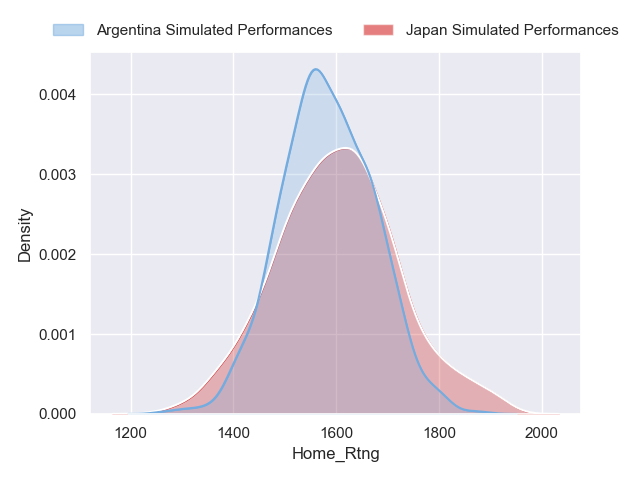 Argentina Simulated Performances Japan Simulated Performances
0.004
0.003
0.002
0.001
0.000
Density
1200 1400 1600 1800 2000
Home_Rtng